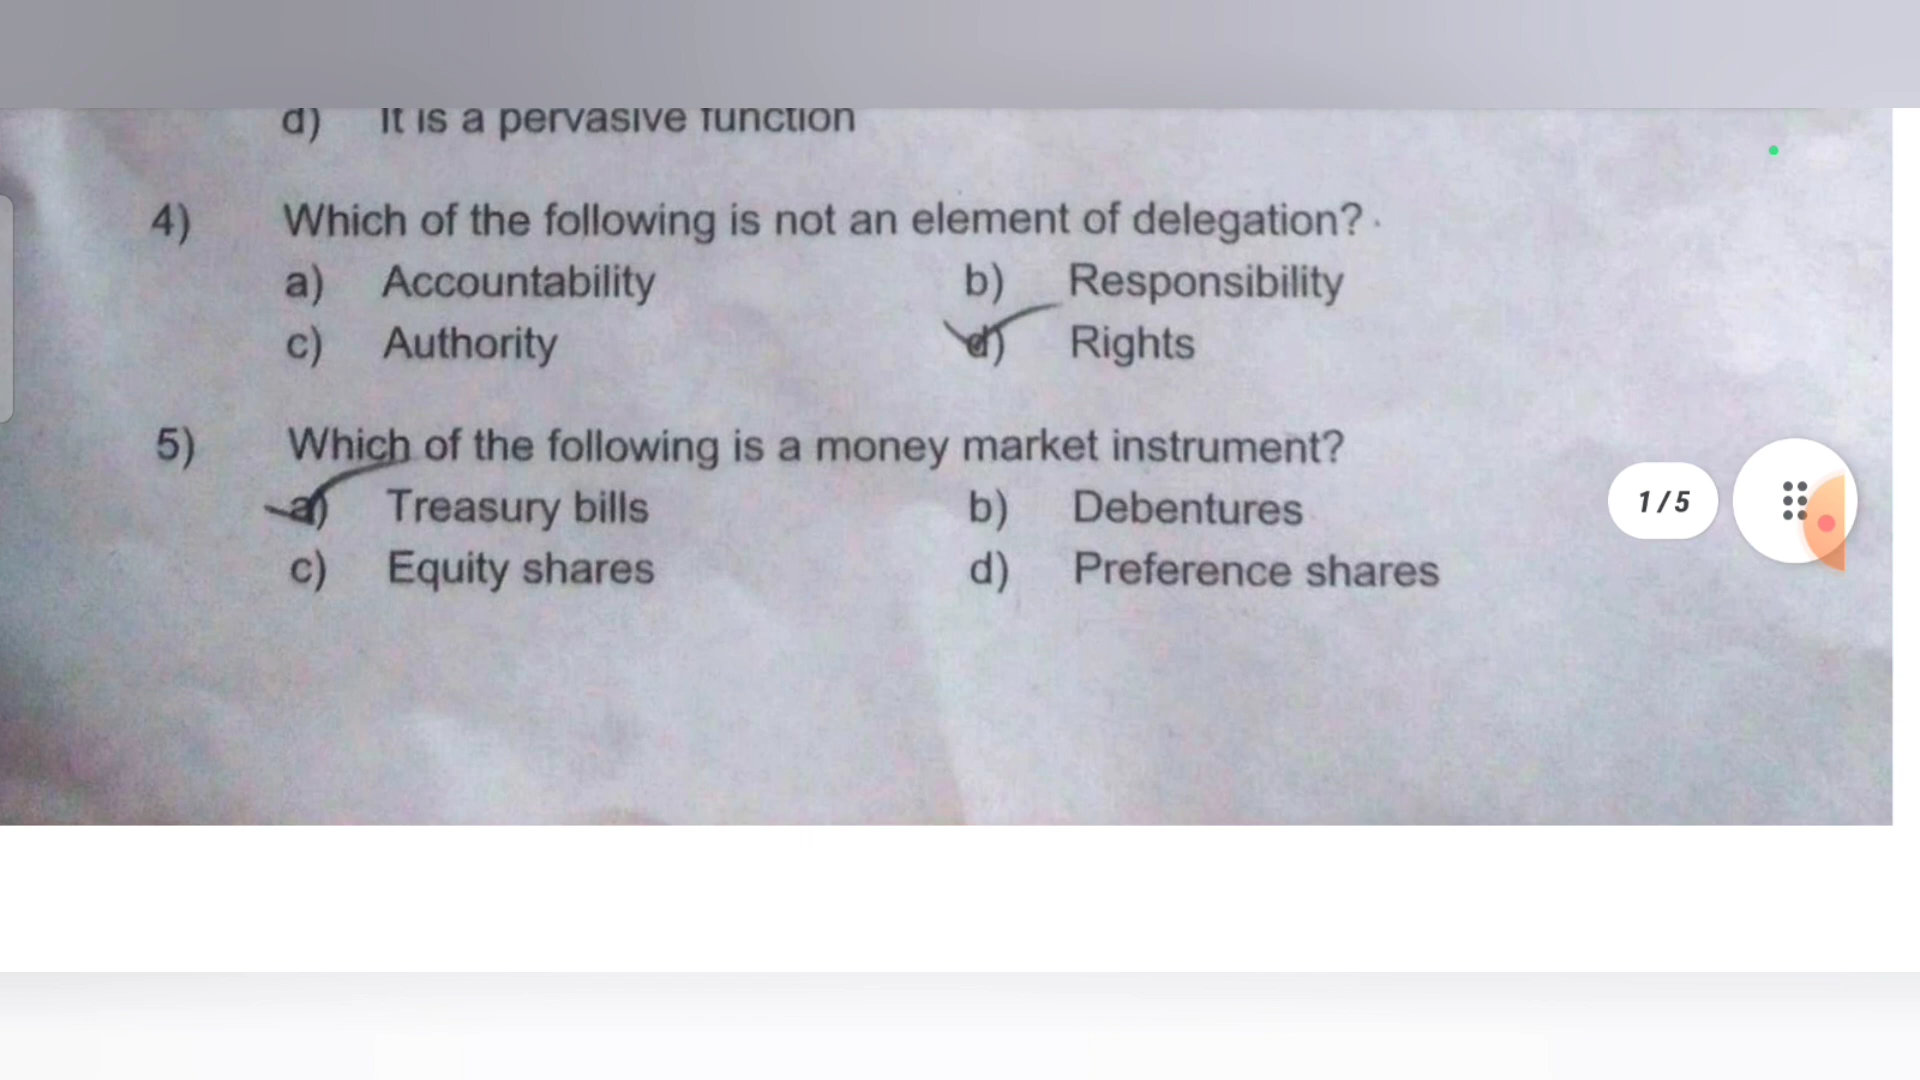 d) It is a pervasive function
4) Which of the following is not an element of delegation?
a) Accountability b) Responsibility
c) Authority d) Rights
5) Which of the following is a money market instrument?
a) Treasury bills b) Debentures
1/5
c) Equity shares d) Preference shares